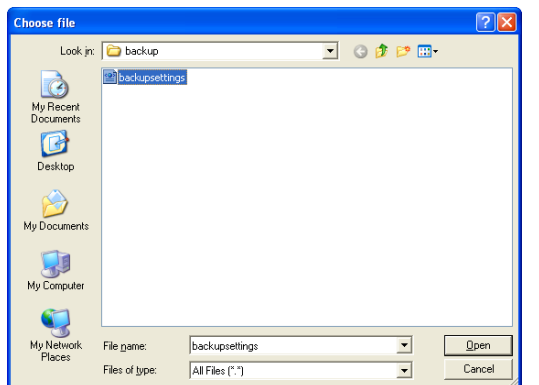 Choose file
Look in: backup
backupsettings
My Recent
Documents
Desktop
My Documents
My Computer
My Network
Places
File name: backupsettings Open
Files of type: All Files (*.*) Cancel